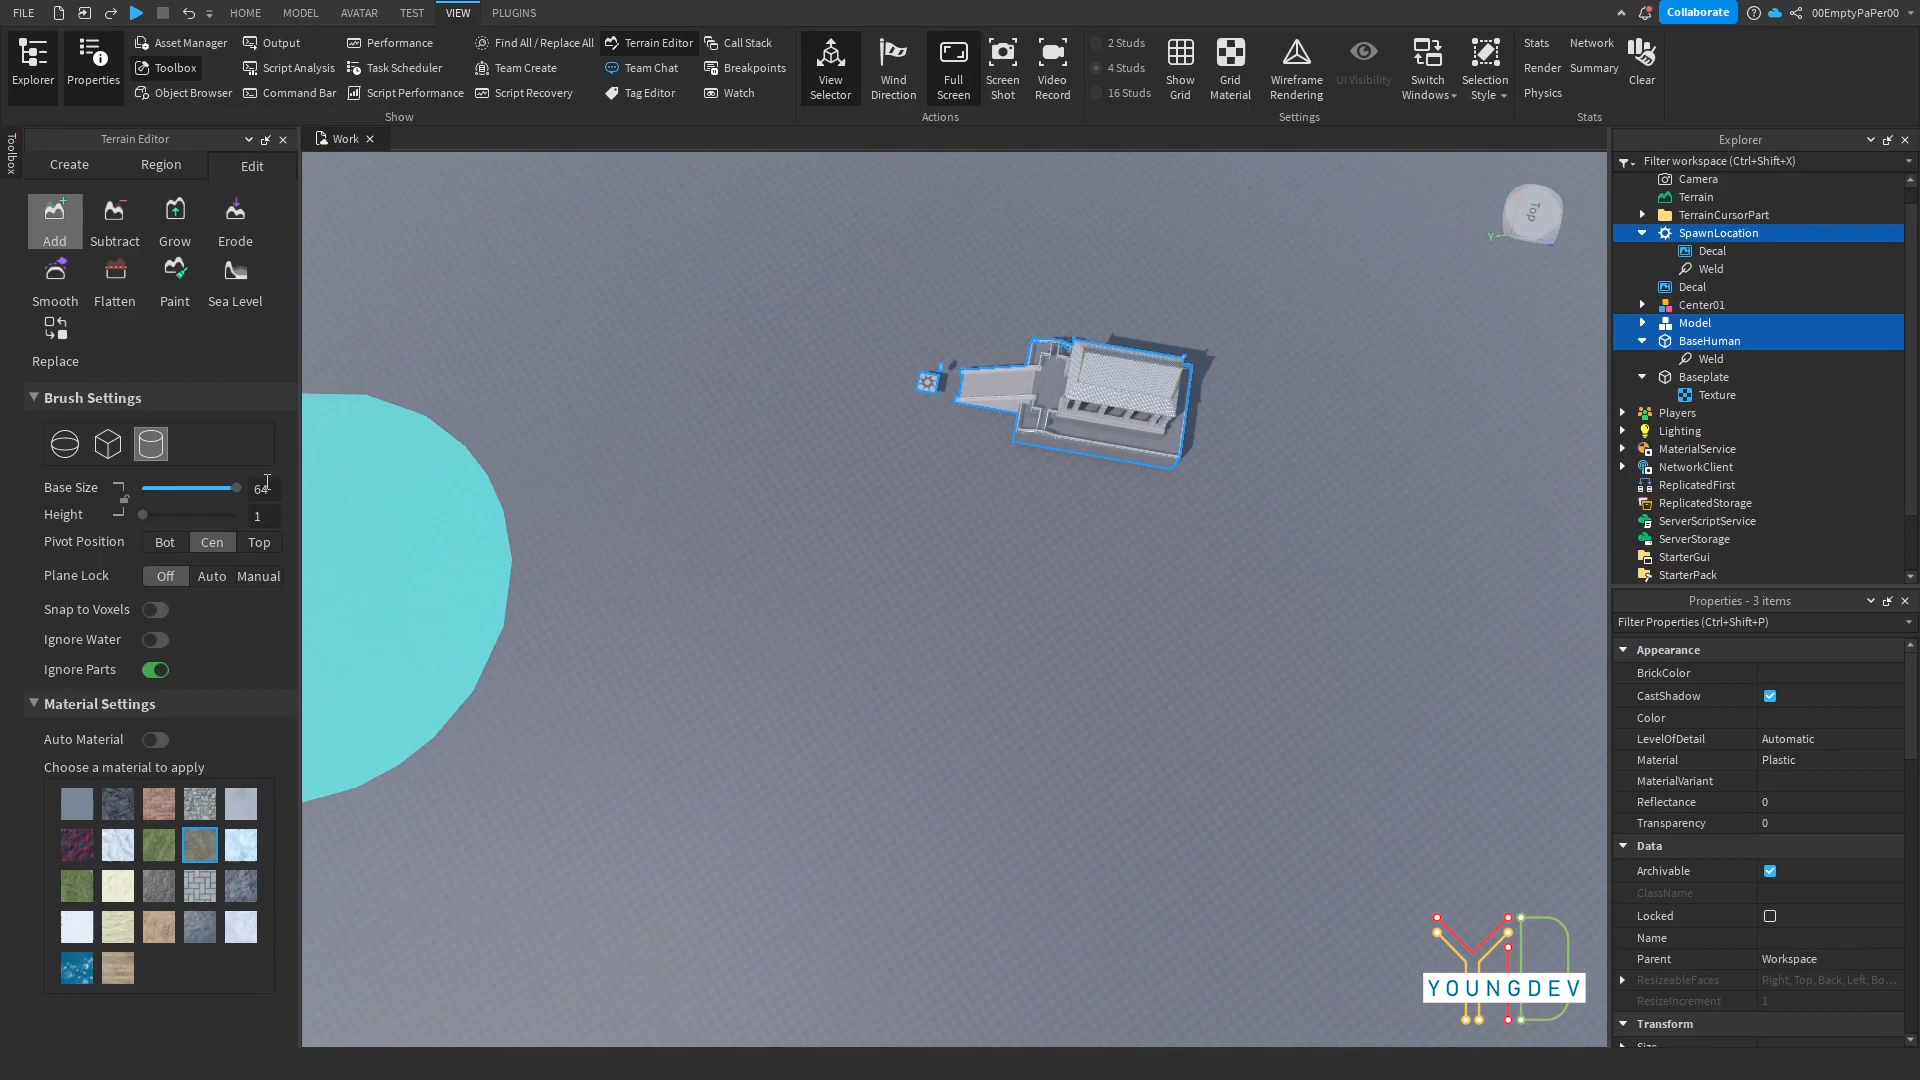 FILE HOME MODEL AVATAR TEST VIEW PLUGINS Collaborate 00EmptyPaPer00
Explorer Properties
Asset Manager Output Performance Find All / Replace All Terrain Editor Call Stack
Toolbox Script Analysis Task Scheduler Team Create Team Chat Breakpoints
Object Browser Command Bar Script Performance Script Recovery Tag Editor Watch
Show
View Selector
Wind Direction
Full Screen
Screen Shot
Video Record
Actions
2 Studs
4 Studs
16 Studs
Show Grid
Grid Material
Wireframe Rendering
UI Visibility
Switch Windows
Selection Style
Settings
Stats Network
Render Summary
Physics
Clear
Stats
Toolbox
Terrain Editor
Create Region Edit
Add Subtract Grow Erode
Smooth Flatten Paint Sea Level
Replace
Brush Settings
Base Size 64
Height 1
Pivot Position Bot Cen Top
Plane Lock Off Auto Manual
Snap to Voxels
Ignore Water
Ignore Parts
Material Settings
Auto Material
Choose a material to apply
Work
Top
Y
YOUNGDEV
Explorer
Filter workspace (Ctrl+Shift+X)
Camera
Terrain
TerrainCursorPart
SpawnLocation
Decal
Weld
Decal
Center01
Model
BaseHuman
Weld
Baseplate
Texture
Players
Lighting
MaterialService
NetworkClient
ReplicatedFirst
ReplicatedStorage
ServerScriptService
ServerStorage
StarterGui
StarterPack
Properties - 3 items
Filter Properties (Ctrl+Shift+P)
Appearance
BrickColor
CastShadow
Color
LevelOfDetail Automatic
Material Plastic
MaterialVariant
Reflectance 0
Transparency 0
Data
Archivable
ClassName
Locked
Name
Parent Workspace
ResizeableFaces Right, Top, Back, Left, Bo...
ResizeIncrement 1
Transform
Size